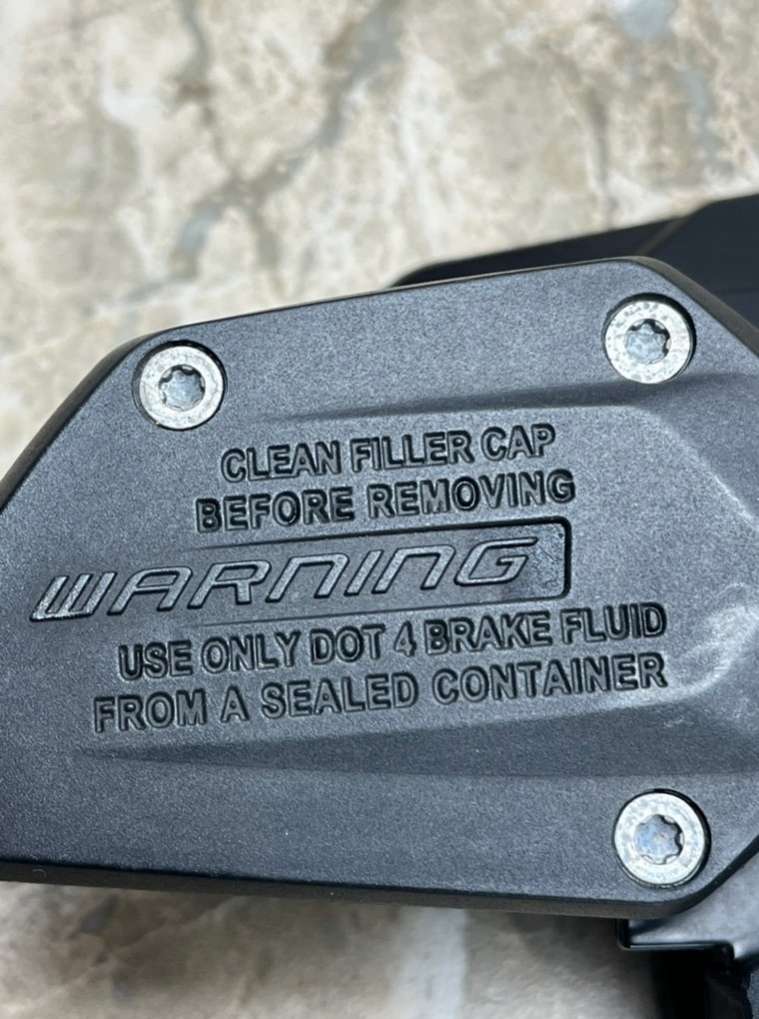 CLEAN FILLER CAP
BEFORE REMOVING
WARNING
USE ONLY DOT 4 BRAKE FLUID
FROM A SEALED CONTAINER